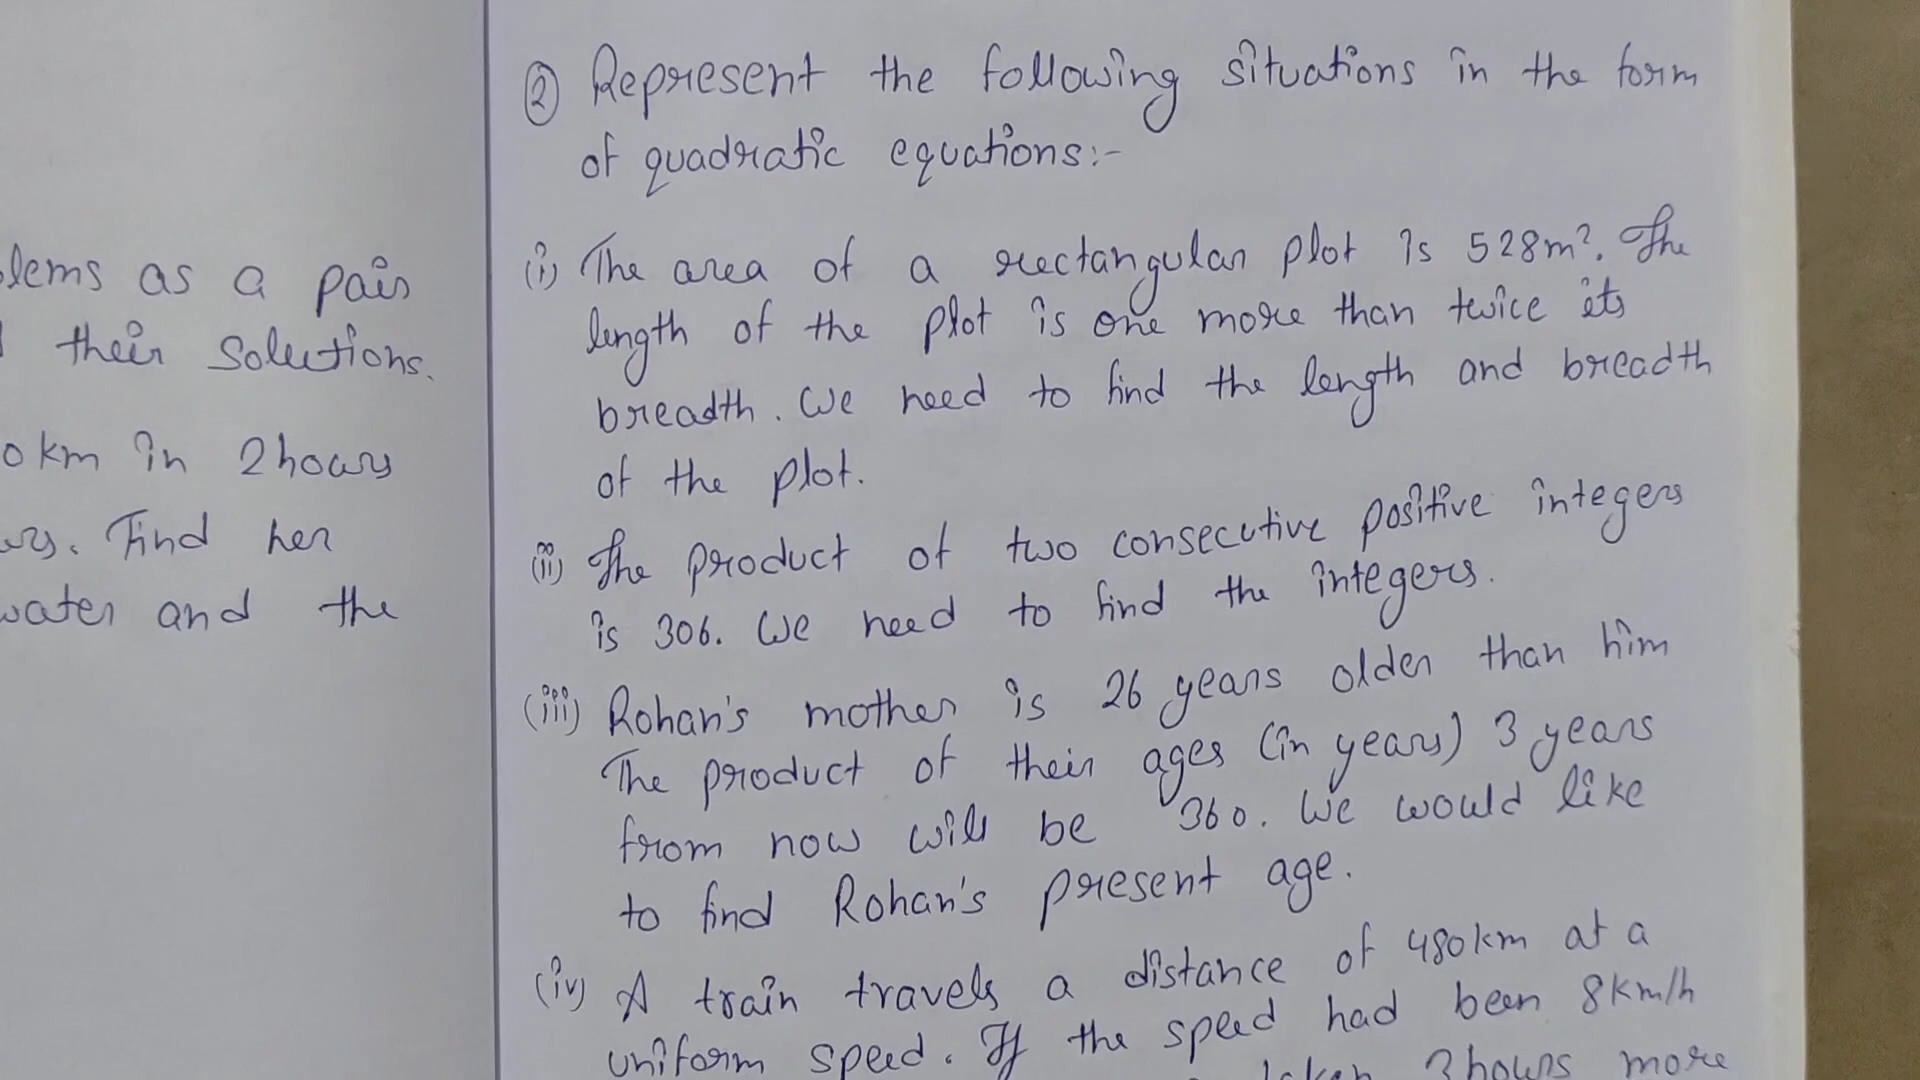 lems as a pair
their Solutions.
0 km in 2 hours
Find her
water and the
② Represent the following situations in the form
of quadratic equations:-
(i) The area of a rectangular plot is 528m². The
length of the plot is one more than twice its
breadth. We need to find the length and breadth
of the plot.
(ii) The product of two consecutive positive integers
is 306. We need to find the integers.
(iii) Rohan's mother is 26 years older than him
The product of their ages (in years) 3 years
from now will be 360. We would like
to find Rohan's present age.
(iv) A train travels a distance of 480km at a
uniform speed. If the speed had been 8km/h
3 hours more